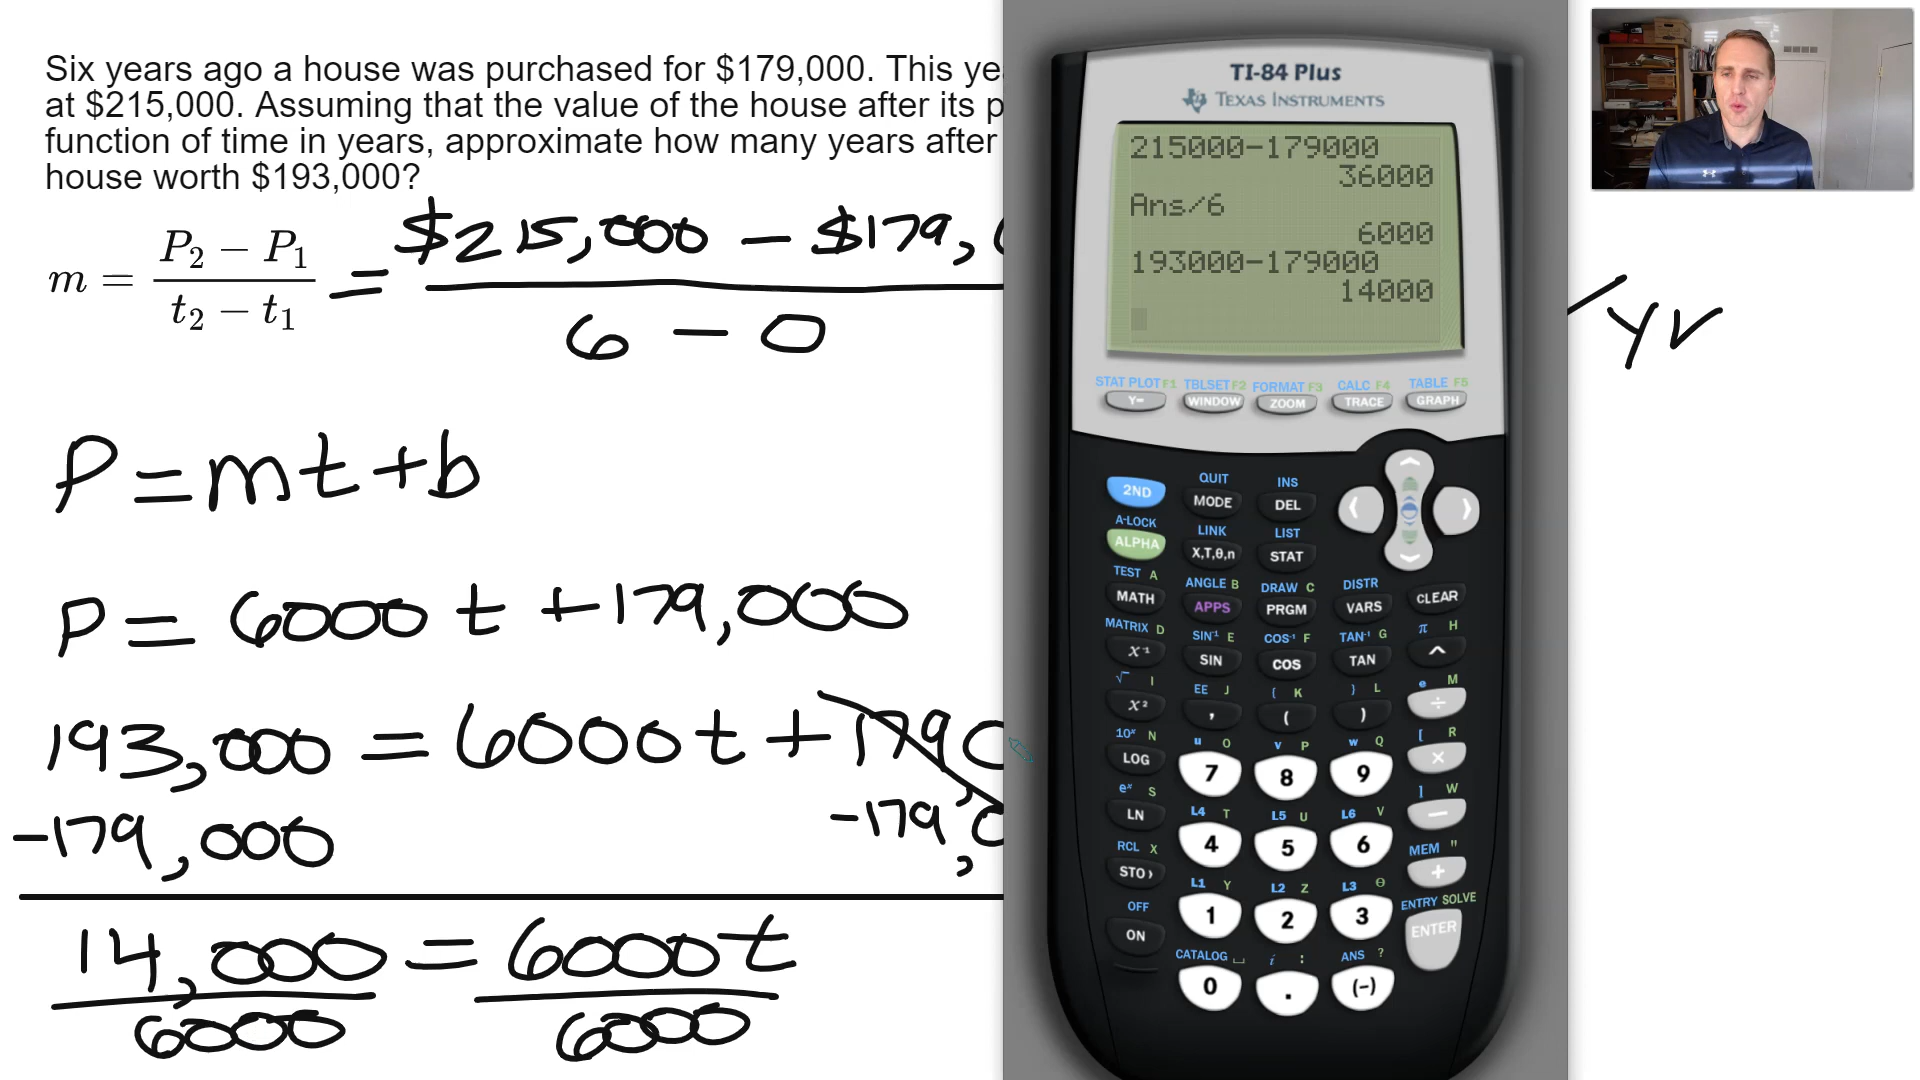 Six years ago a house was purchased for $179,000. This ye
at $215,000. Assuming that the value of the house after its p
function of time in years, approximate how many years after
house worth $193,000?
m = (P₂ − P₁)/(t₂ − t₁) = ($215,000 − $179,)/(6 − 0)
/yr
P = mt + b
P = 6000t + 179,000
193,000 = 6000t + 1790
-179,000 -179,0
14,000 = 6000t
6000 6000
TI-84 Plus
TEXAS INSTRUMENTS
215000-179000
36000
Ans/6
6000
193000-179000
14000
STAT PLOT F1 TBLSET F2 FORMAT F3 CALC F4 TABLE F5
Y= WINDOW ZOOM TRACE GRAPH
QUIT INS
2ND MODE DEL
A-LOCK LINK LIST
ALPHA X,T,θ,n STAT
TEST A ANGLE B DRAW C DISTR
MATH APPS PRGM VARS CLEAR
MATRIX D SIN⁻¹ E COS⁻¹ F TAN⁻¹ G π H
x⁻¹ SIN COS TAN ^
√ I EE J { K } L e M
x² , ( ) ÷
10ˣ N u O v P w Q [ R
LOG 7 8 9 ×
eˣ S L4 T L5 U L6 V ] W
LN 4 5 6 −
RCL X L1 Y L2 Z L3 θ MEM "
STO› 1 2 3 +
OFF CATALOG ⎵ i : ANS ? ENTRY SOLVE
ON 0 . (−) ENTER